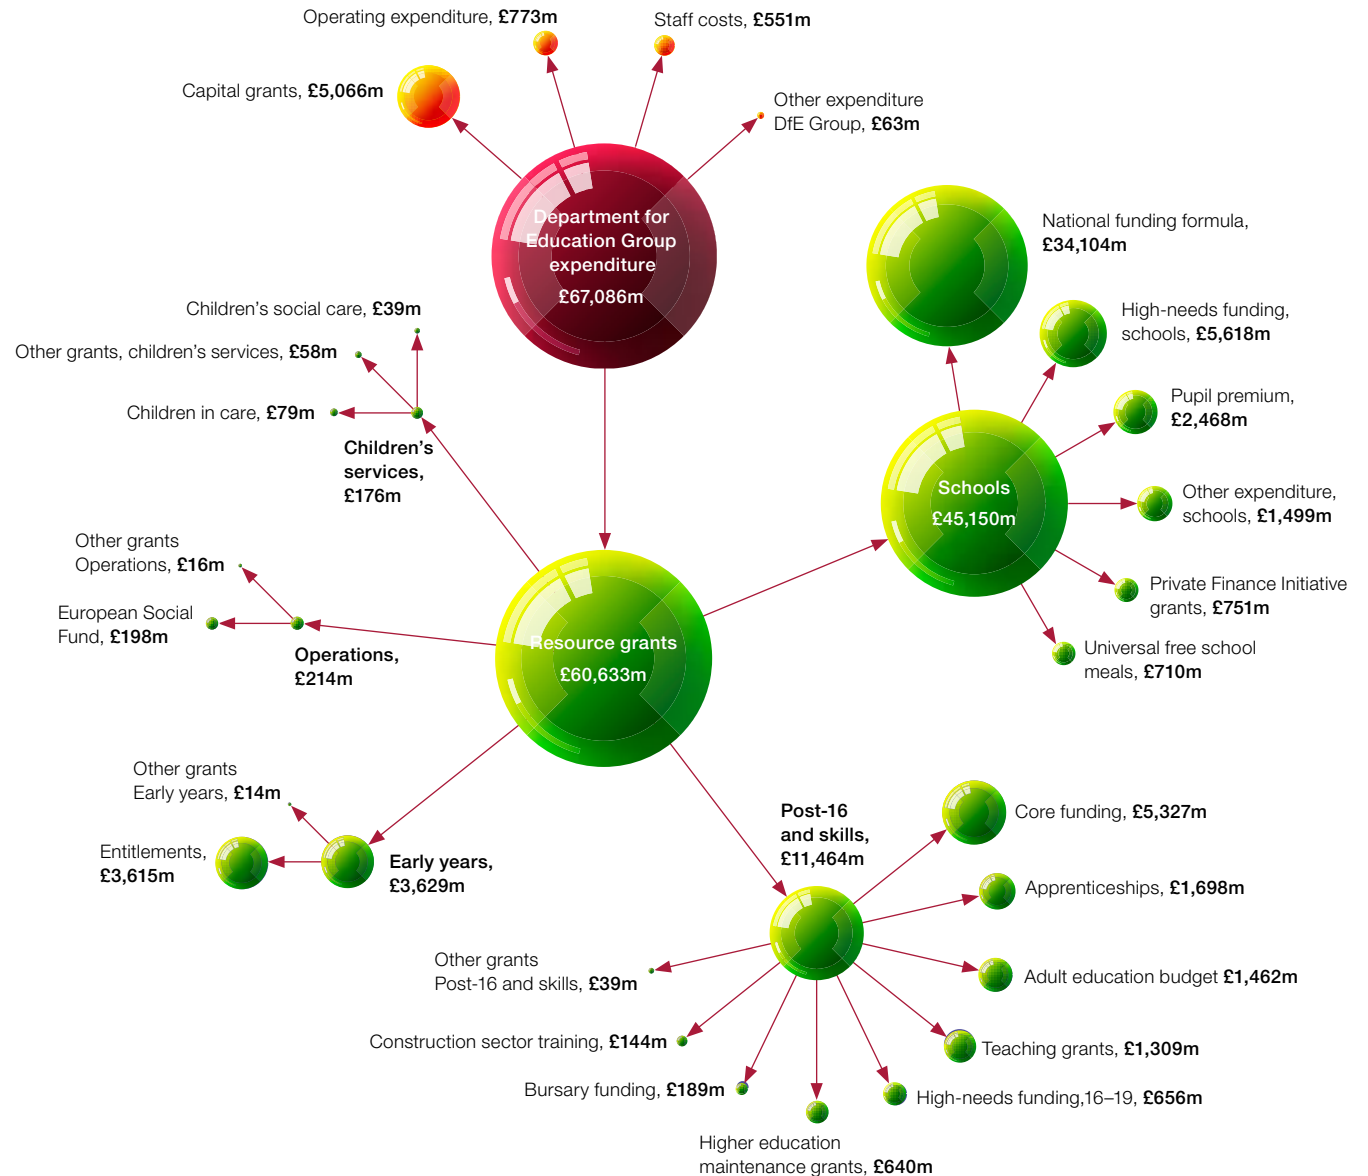 Operating expenditure, £773m
Staff costs, £551m
Capital grants, £5,066m
Other expenditure
DfE Group, £63m
Department for
Education Group
expenditure
£67,086m
National funding formula,
£34,104m
High-needs funding,
schools, £5,618m
Pupil premium,
£2,468m
Schools
£45,150m
Other expenditure,
schools, £1,499m
Private Finance Initiative
grants, £751m
Universal free school
meals, £710m
Children's social care, £39m
Other grants, children's services, £58m
Children in care, £79m
Children's
services,
£176m
Other grants
Operations, £16m
European Social
Fund, £198m
Operations,
£214m
Resource grants
£60,633m
Other grants
Early years, £14m
Entitlements,
£3,615m
Early years,
£3,629m
Post-16
and skills,
£11,464m
Core funding, £5,327m
Apprenticeships, £1,698m
Adult education budget £1,462m
Teaching grants, £1,309m
High-needs funding,16–19, £656m
Higher education
maintenance grants, £640m
Bursary funding, £189m
Construction sector training, £144m
Other grants
Post-16 and skills, £39m